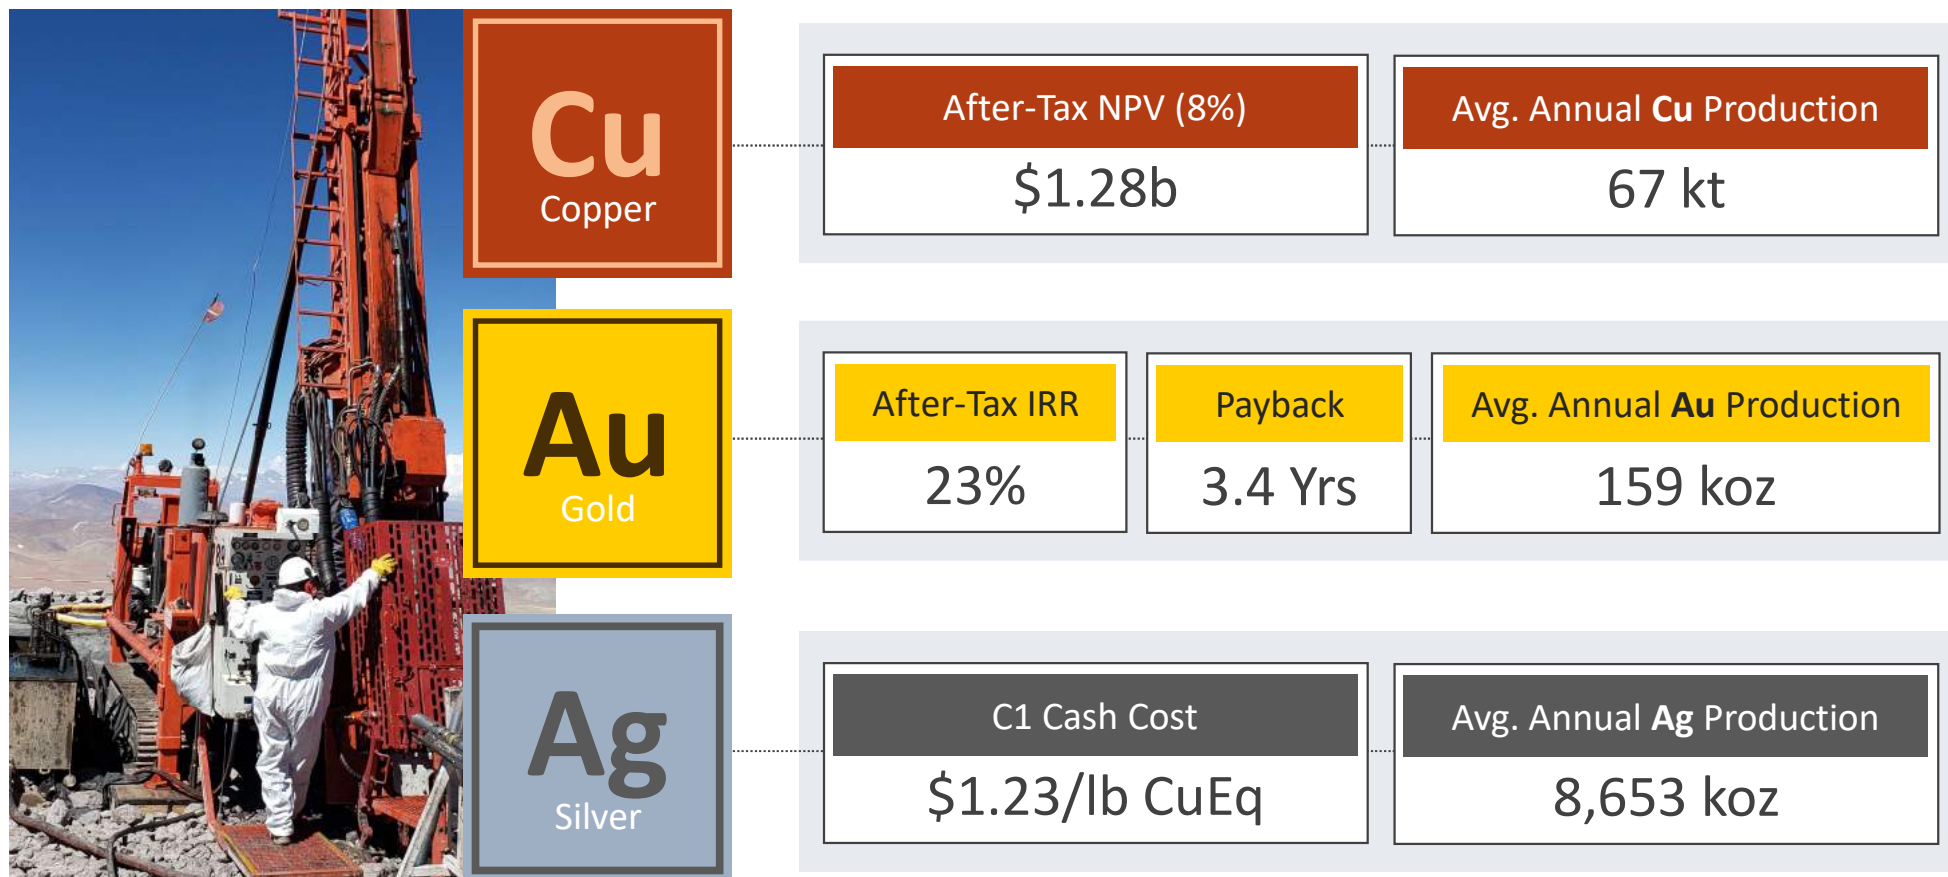 Cu
Copper
After-Tax NPV (8%)
$1.28b
Avg. Annual Cu Production
67 kt
Au
Gold
After-Tax IRR
23%
Payback
3.4 Yrs
Avg. Annual Au Production
159 koz
Ag
Silver
C1 Cash Cost
$1.23/lb CuEq
Avg. Annual Ag Production
8,653 koz